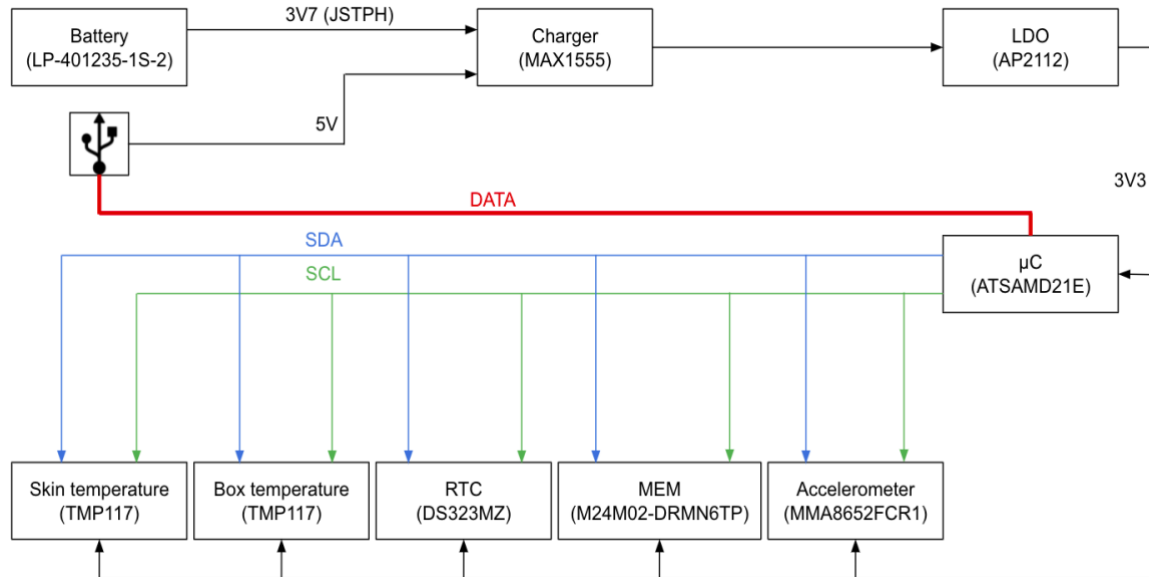 Battery
(LP-401235-1S-2)
3V7 (JSTPH)
Charger
(MAX1555)
LDO
(AP2112)
5V
3V3
DATA
SDA
SCL
µC
(ATSAMD21E)
Skin temperature
(TMP117)
Box temperature
(TMP117)
RTC
(DS323MZ)
MEM
(M24M02-DRMN6TP)
Accelerometer
(MMA8652FCR1)